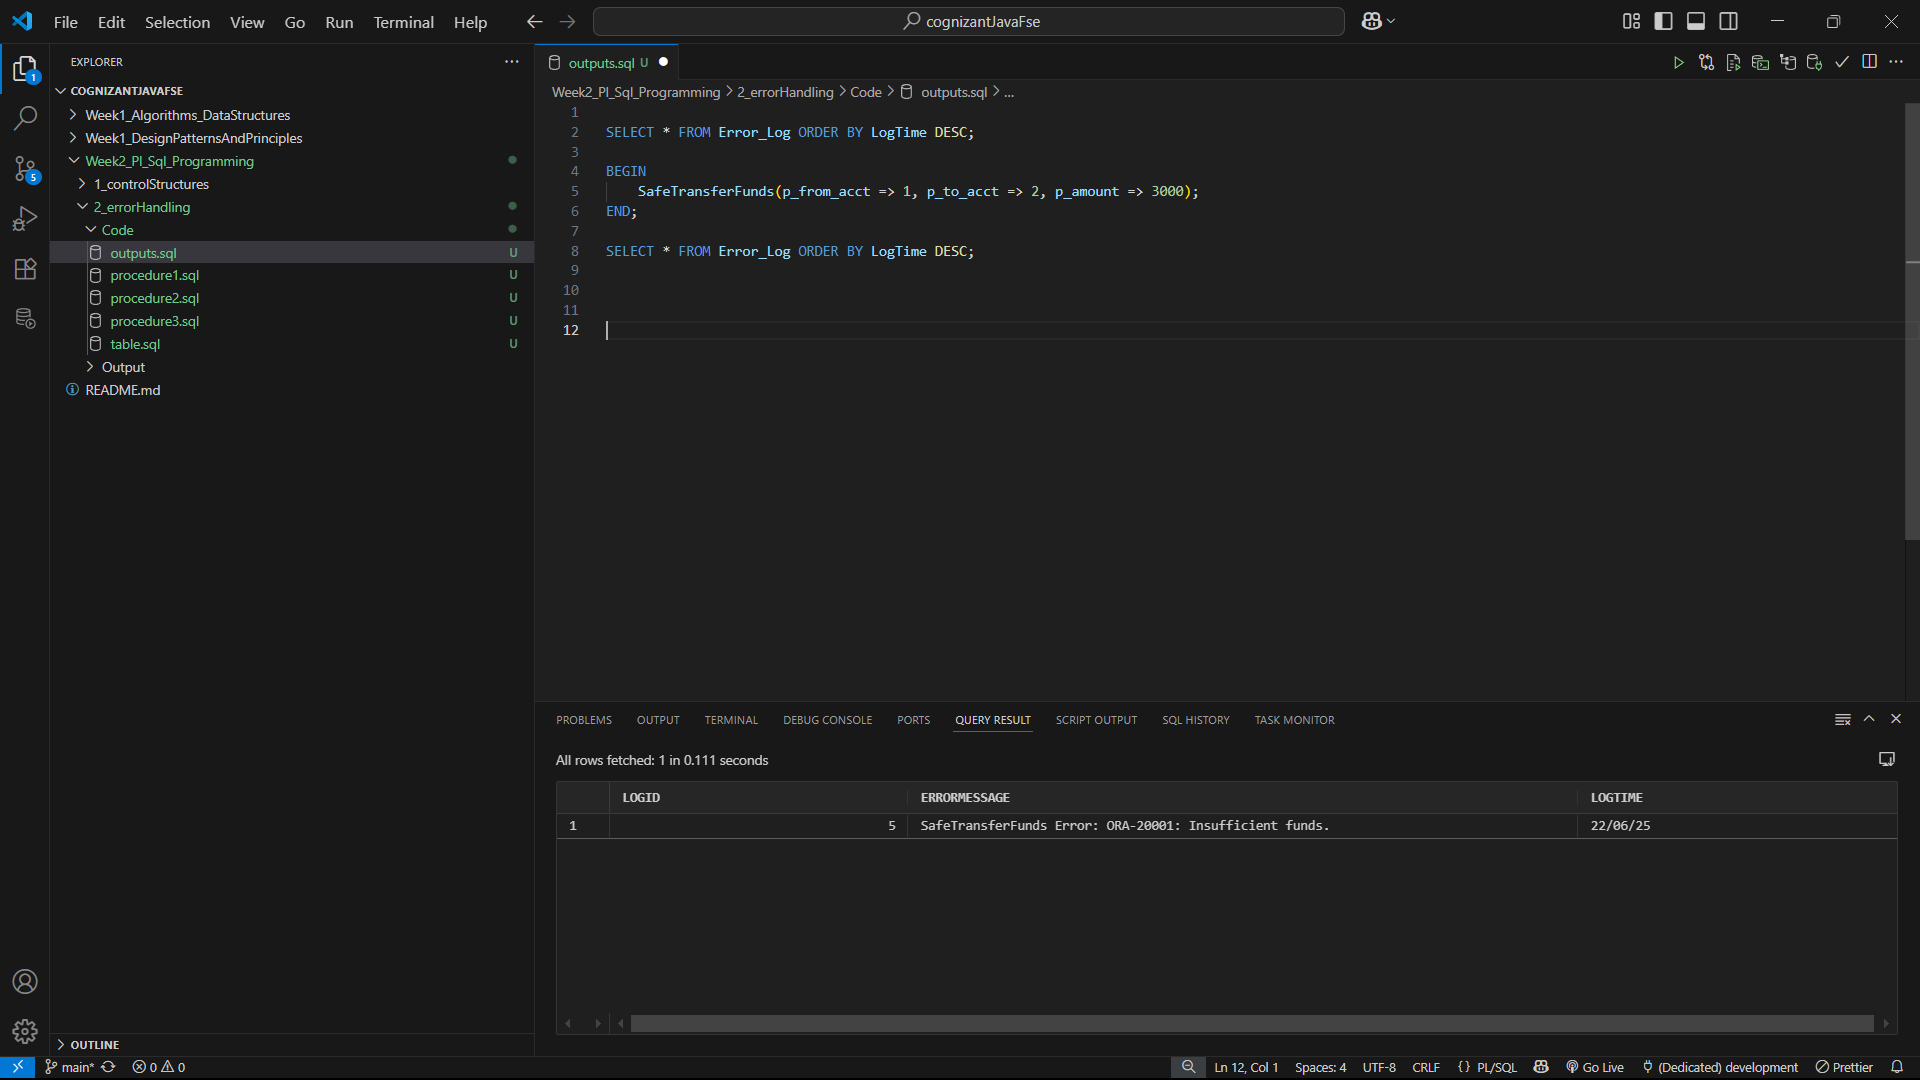 File Edit Selection View Go Run Terminal Help
cognizantJavaFse
EXPLORER
COGNIZANTJAVAFSE
Week1_Algorithms_DataStructures
Week1_DesignPatternsAndPrinciples
Week2_Pl_Sql_Programming
1_controlStructures
2_errorHandling
Code
outputs.sql U
procedure1.sql U
procedure2.sql U
procedure3.sql U
table.sql U
Output
README.md
OUTLINE
1
5
outputs.sql U
Week2_Pl_Sql_Programming > 2_errorHandling > Code > outputs.sql > ...
1
2 SELECT * FROM Error_Log ORDER BY LogTime DESC;
3
4 BEGIN
5 SafeTransferFunds(p_from_acct => 1, p_to_acct => 2, p_amount => 3000);
6 END;
7
8 SELECT * FROM Error_Log ORDER BY LogTime DESC;
9
10
11
12
PROBLEMS OUTPUT TERMINAL DEBUG CONSOLE PORTS QUERY RESULT SCRIPT OUTPUT SQL HISTORY TASK MONITOR
All rows fetched: 1 in 0.111 seconds
LOGID ERRORMESSAGE LOGTIME
1 5 SafeTransferFunds Error: ORA-20001: Insufficient funds. 22/06/25
main* 0 0 Ln 12, Col 1 Spaces: 4 UTF-8 CRLF {} PL/SQL Go Live (Dedicated) development Prettier